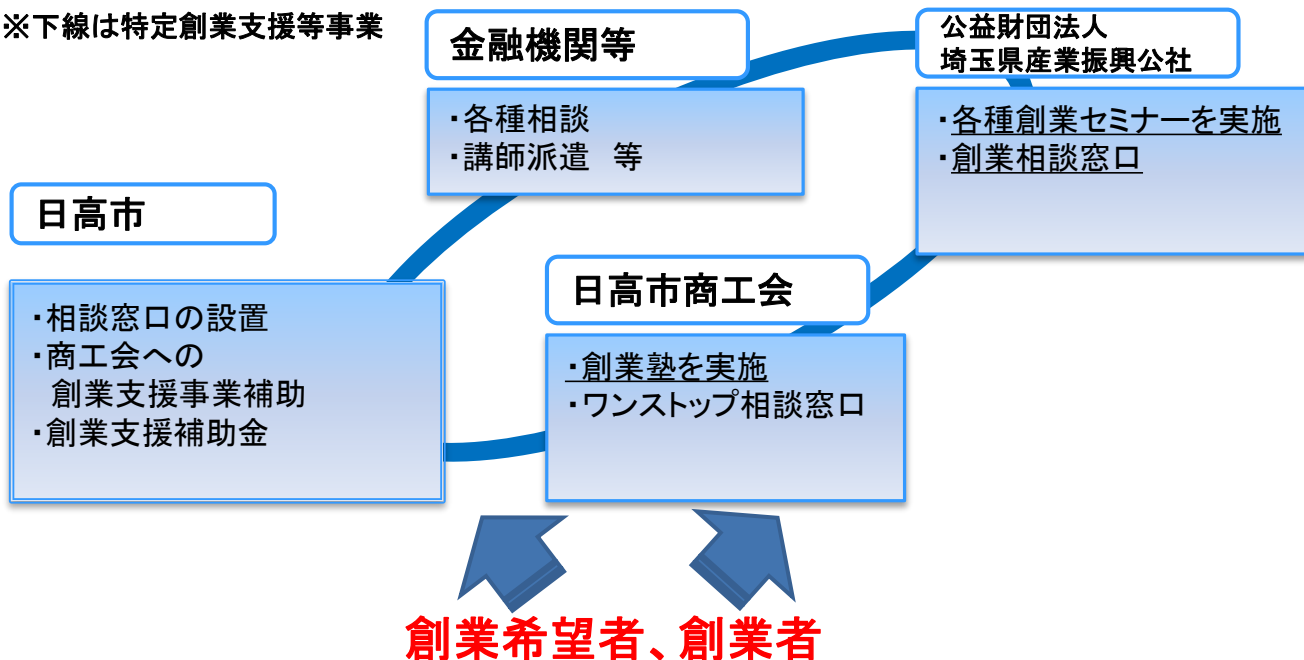 ※下線は特定創業支援等事業
金融機関等
・各種相談
・講師派遣　等
公益財団法人
埼玉県産業振興公社
・各種創業セミナーを実施
・創業相談窓口
日高市
・相談窓口の設置
・商工会への
創業支援事業補助
・創業支援補助金
日高市商工会
・創業塾を実施
・ワンストップ相談窓口
創業希望者、創業者